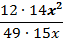 12 · 14x²
49 · 15x